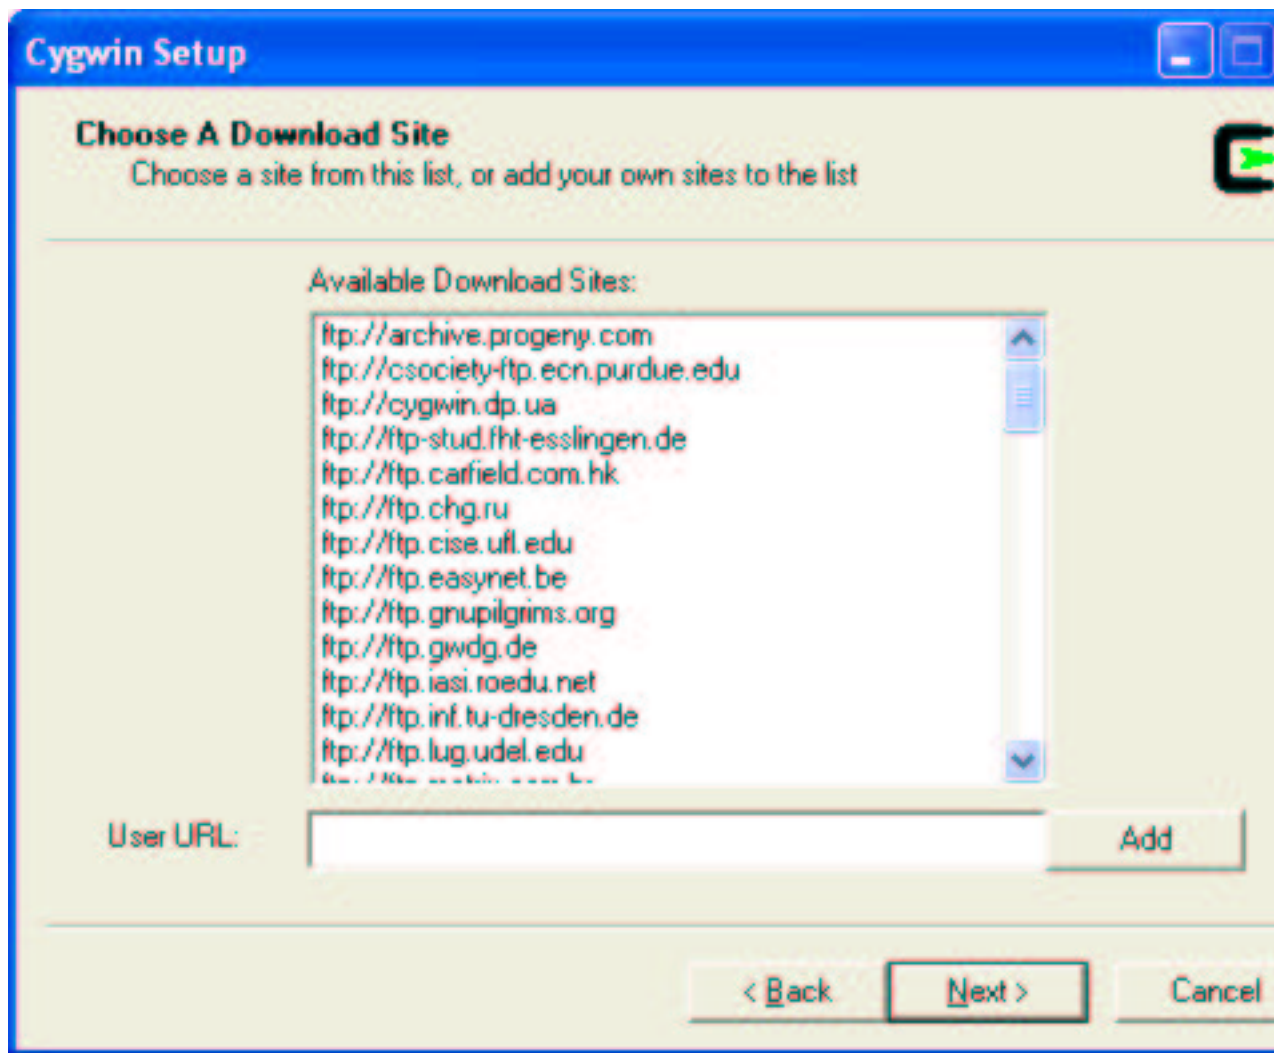 Cygwin Setup
Choose A Download Site
Choose a site from this list, or add your own sites to the list
Available Download Sites:
ftp://archive.progeny.com
ftp://csociety-ftp.ecn.purdue.edu
ftp://cygwin.dp.ua
ftp://ftp-stud.fht-esslingen.de
ftp://ftp.carfield.com.hk
ftp://ftp.chg.ru
ftp://ftp.cise.ufl.edu
ftp://ftp.easynet.be
ftp://ftp.gnupilgrims.org
ftp://ftp.gwdg.de
ftp://ftp.iasi.roedu.net
ftp://ftp.inf.tu-dresden.de
ftp://ftp.lug.udel.edu
User URL:
Add
< Back
Next >
Cancel